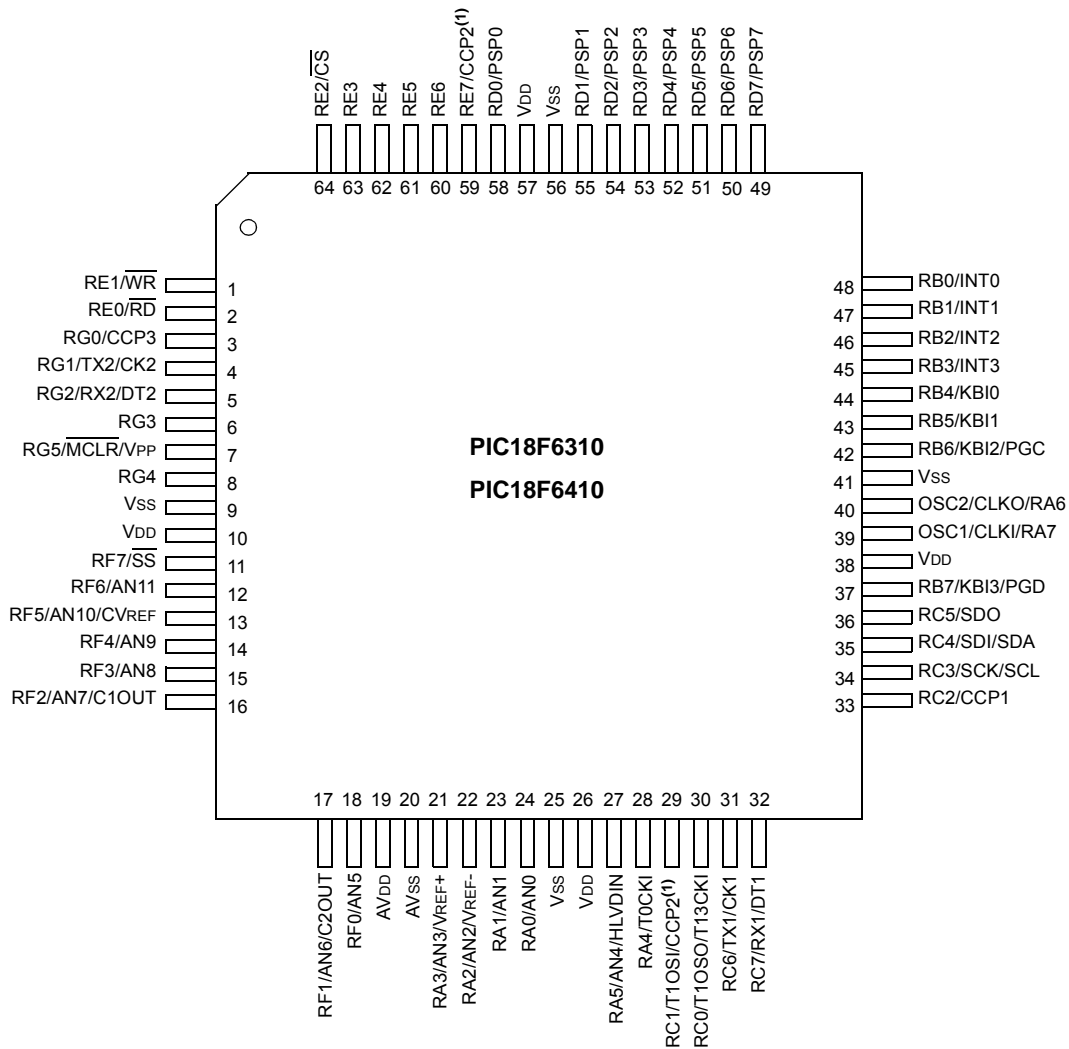 RE2/CS
RE3
RE4
RE5
RE6
RE7/CCP2(1)
RD0/PSP0
VDD
VSS
RD1/PSP1
RD2/PSP2
RD3/PSP3
RD4/PSP4
RD5/PSP5
RD6/PSP6
RD7/PSP7
64 63 62 61 60 59 58 57 56 55 54 53 52 51 50 49
RE1/WR 1
RE0/RD 2
RG0/CCP3 3
RG1/TX2/CK2 4
RG2/RX2/DT2 5
RG3 6
RG5/MCLR/VPP 7
RG4 8
VSS 9
VDD 10
RF7/SS 11
RF6/AN11 12
RF5/AN10/CVREF 13
RF4/AN9 14
RF3/AN8 15
RF2/AN7/C1OUT 16
PIC18F6310
PIC18F6410
48 RB0/INT0
47 RB1/INT1
46 RB2/INT2
45 RB3/INT3
44 RB4/KBI0
43 RB5/KBI1
42 RB6/KBI2/PGC
41 VSS
40 OSC2/CLKO/RA6
39 OSC1/CLKI/RA7
38 VDD
37 RB7/KBI3/PGD
36 RC5/SDO
35 RC4/SDI/SDA
34 RC3/SCK/SCL
33 RC2/CCP1
17 18 19 20 21 22 23 24 25 26 27 28 29 30 31 32
RF1/AN6/C2OUT
RF0/AN5
AVDD
AVSS
RA3/AN3/VREF+
RA2/AN2/VREF-
RA1/AN1
RA0/AN0
VSS
VDD
RA5/AN4/HLVDIN
RA4/T0CKI
RC1/T1OSI/CCP2(1)
RC0/T1OSO/T13CKI
RC6/TX1/CK1
RC7/RX1/DT1